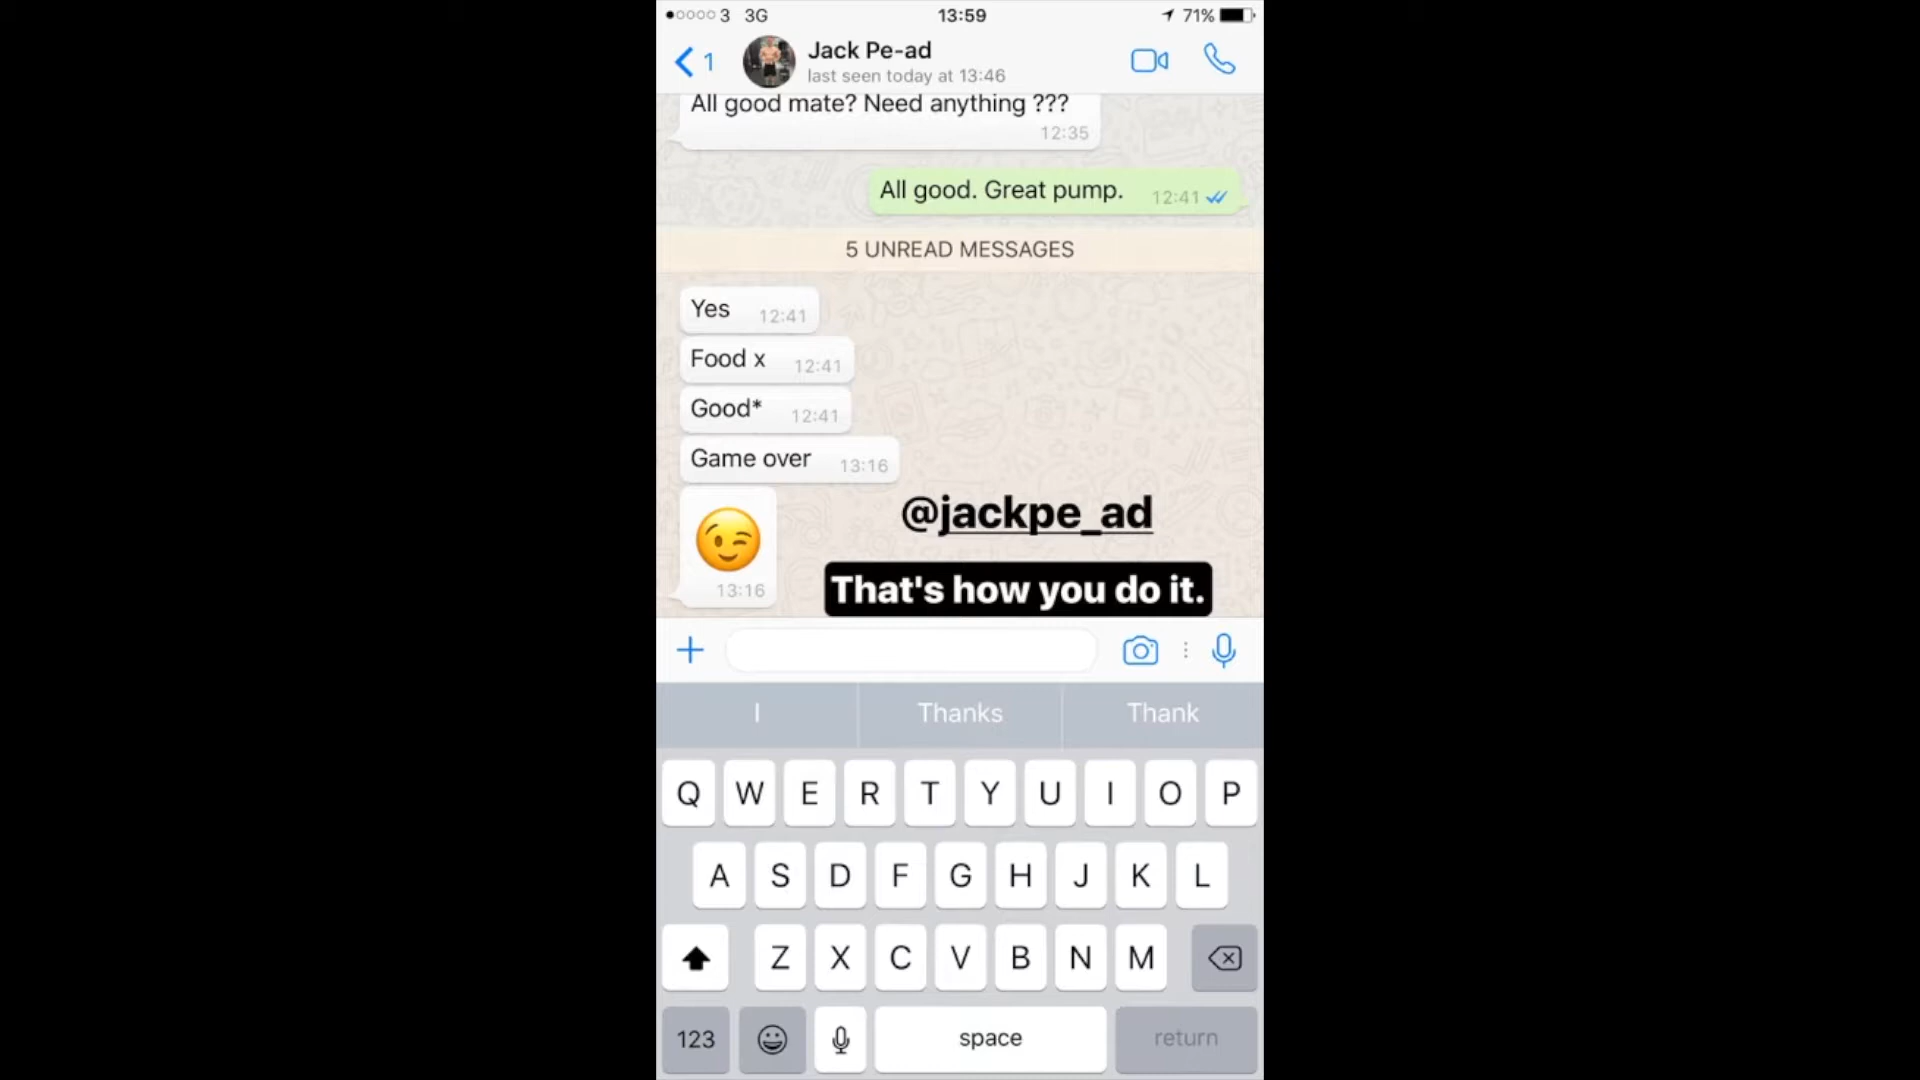 3 3G 13:59 71%
1 Jack Pe-ad
last seen today at 13:46
All good mate? Need anything ???
12:35
All good. Great pump. 12:41
5 UNREAD MESSAGES
Yes 12:41
Food x 12:41
Good* 12:41
Game over 13:16
@jackpe_ad
13:16
That's how you do it.
I Thanks Thank
Q W E R T Y U I O P
A S D F G H J K L
Z X C V B N M
123 space return